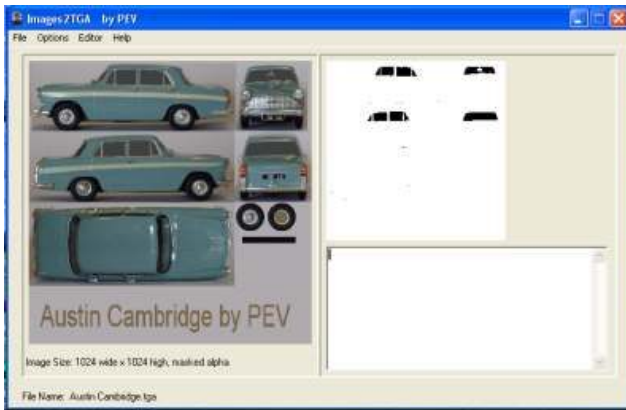 Images2TGA by PEV
File Options Editor Help
Austin Cambridge by PEV
Image Size: 1024 wide x 1024 high, masked alpha
File Name: Austin Cambridge.tga